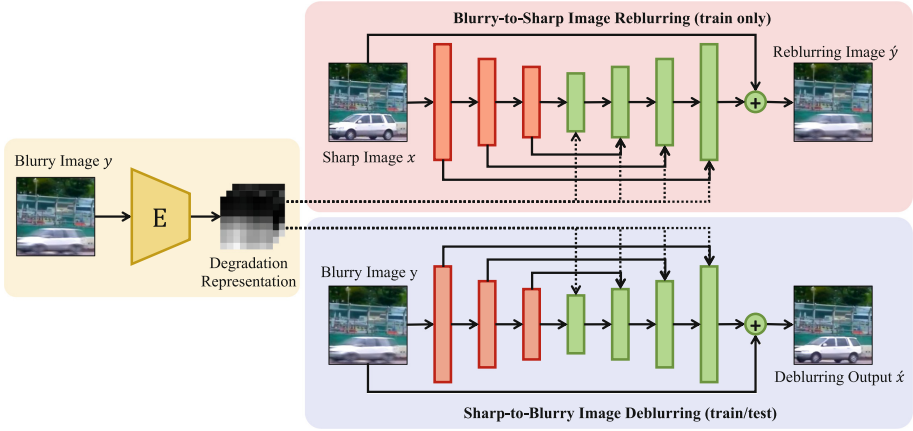 Blurry-to-Sharp Image Reblurring (train only)
Reblurring Image ý
Sharp Image x
Blurry Image y
E
Degradation
Representation
Blurry Image y
+
+
Deblurring Output x́
Sharp-to-Blurry Image Deblurring (train/test)